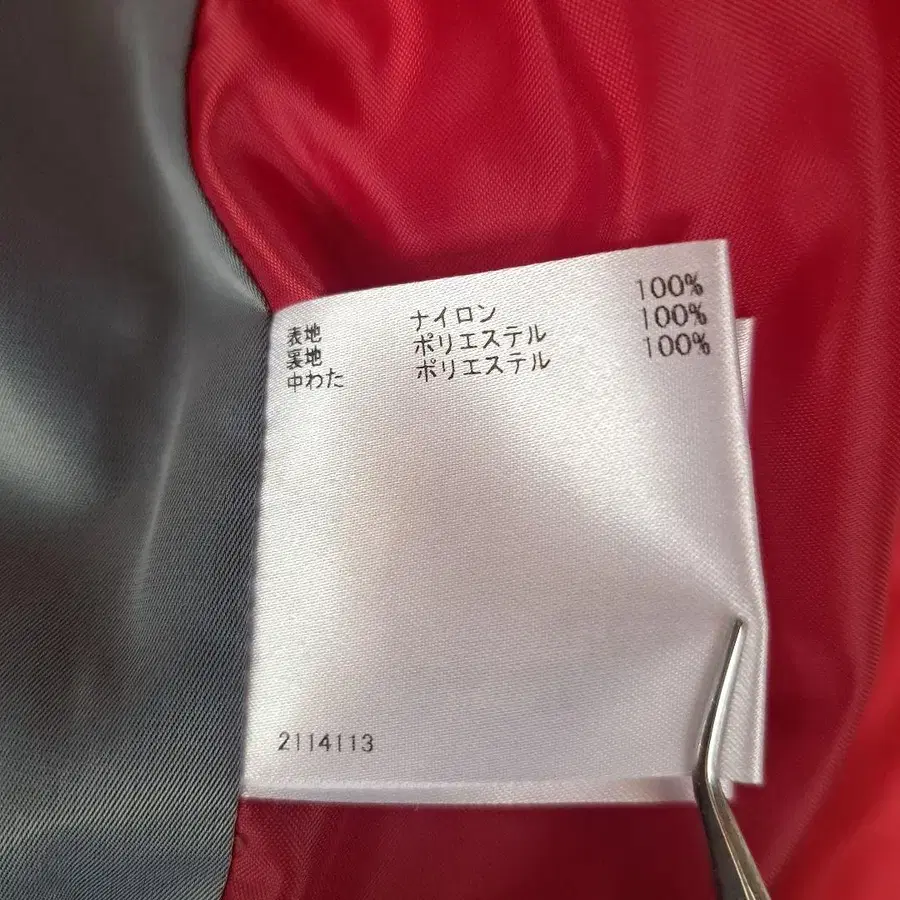 表地 ナイロン 100%
裏地 ポリエステル 100%
中わた ポリエステル 100%
2114113